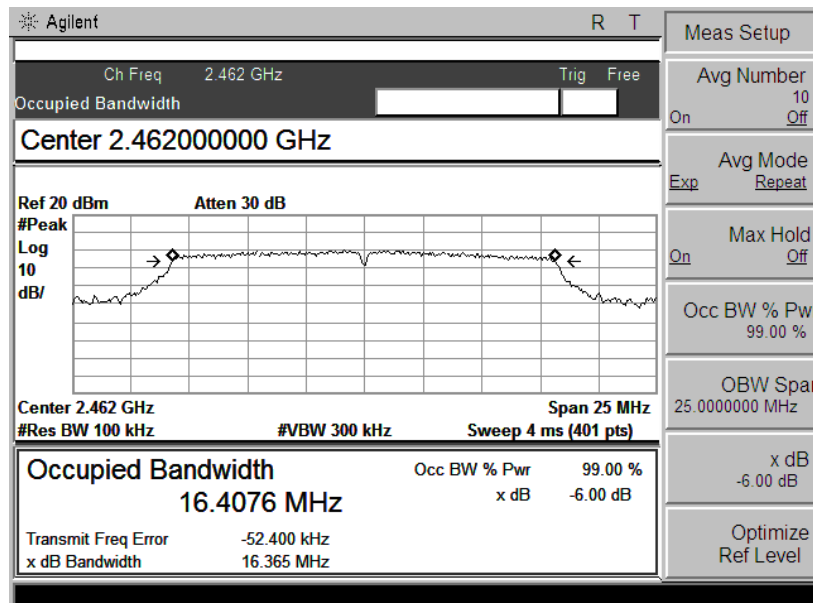 Agilent R T
Ch Freq 2.462 GHz Trig Free
Occupied Bandwidth
Center 2.462000000 GHz
Ref 20 dBm Atten 30 dB
#Peak
Log
10
dB/
Center 2.462 GHz Span 25 MHz
#Res BW 100 kHz #VBW 300 kHz Sweep 4 ms (401 pts)
Occupied Bandwidth Occ BW % Pwr 99.00 %
16.4076 MHz x dB -6.00 dB
Transmit Freq Error -52.400 kHz
x dB Bandwidth 16.365 MHz
Meas Setup
Avg Number
10
On Off
Avg Mode
Exp Repeat
Max Hold
On Off
Occ BW % Pw
99.00 %
OBW Spa
25.0000000 MHz
x dB
-6.00 dB
Optimize
Ref Level